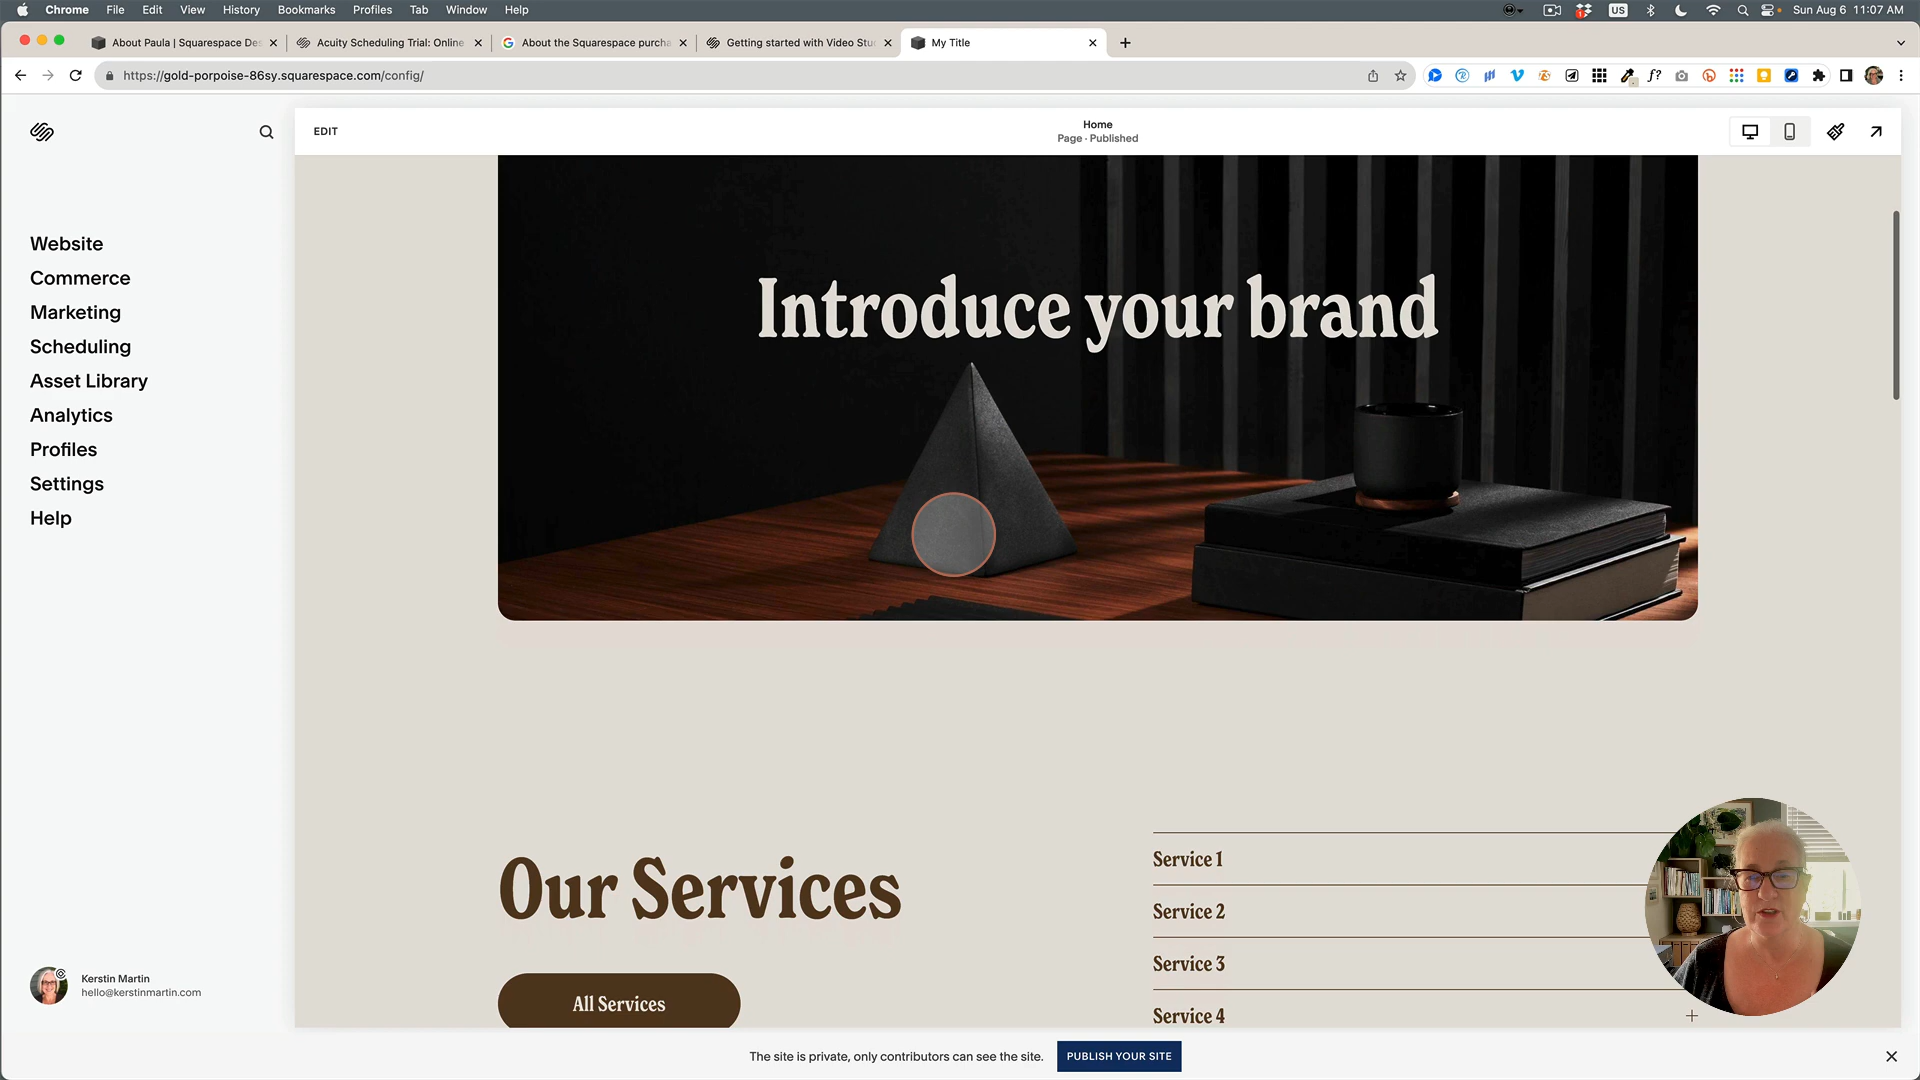 Chrome File Edit View History Bookmarks Profiles Tab Window Help
US
Sun Aug 6 11:07 AM
About Paula | Squarespace De
Acuity Scheduling Trial: Online
About the Squarespace purcha
Getting started with Video Stu
My Title
https://gold-porpoise-86sy.squarespace.com/config/
f?
EDIT
Home
Page · Published
Website
Commerce
Marketing
Scheduling
Asset Library
Analytics
Profiles
Settings
Help
Introduce your brand
Our Services
All Services
Service 1
Service 2
Service 3
Service 4
Kerstin Martin
hello@kerstinmartin.com
The site is private, only contributors can see the site.
PUBLISH YOUR SITE